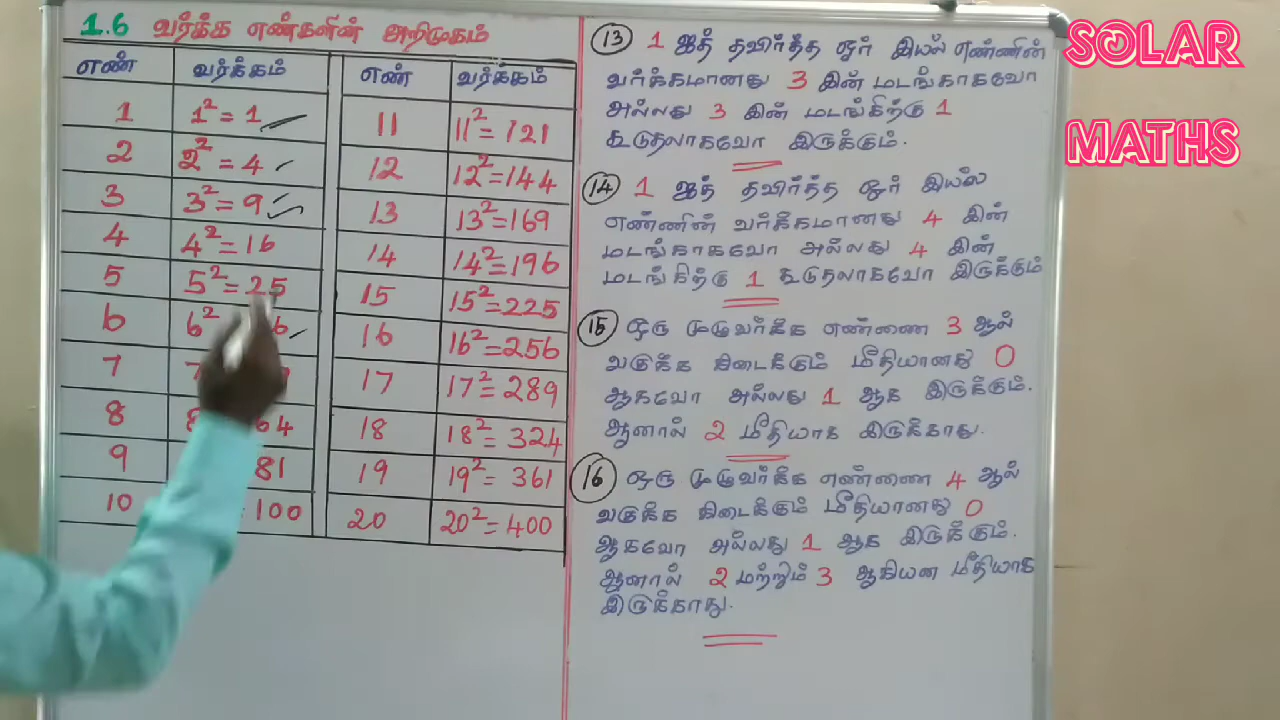 1.6 வர்க்க எண்களின் அறிமுகம்
எண் வர்க்கம் எண் வர்க்கம்
1 1² = 1 11 11² = 121
2 2² = 4 12 12² = 144
3 3² = 9 13 13² = 169
4 4² = 16 14 14² = 196
5 5² = 25 15 15² = 225
6 6² 6 16 16² = 256
7 17 17² = 289
8 64 18 18² = 324
9 81 19 19² = 361
10 100 20 20² = 400
13 1 ஐத் தவிர்த்த ஓர் இயல் எண்ணின்
வர்க்கமானது 3 இன் மடங்காகவோ
அல்லது 3 இன் மடங்கிற்கு 1
கூடுதலாகவோ இருக்கும்.
14 1 ஐத் தவிர்த்த ஓர் இயல்
எண்ணின் வர்க்கமானது 4 இன்
மடங்காகவோ அல்லது 4 இன்
மடங்கிற்கு 1 கூடுதலாகவோ இருக்கும்
15 ஒரு முழுவர்க்க எண்ணை 3 ஆல்
வகுக்க கிடைக்கும் மீதியானது 0
ஆகவோ அல்லது 1 ஆக இருக்கும்.
ஆனால் 2 மீதியாக இருக்காது.
16 ஒரு முழுவர்க்க எண்ணை 4 ஆல்
வகுக்க கிடைக்கும் மீதியானது 0
ஆகவோ அல்லது 1 ஆக இருக்கும்.
ஆனால் 2 மற்றும் 3 ஆகியன மீதியாக
இருக்காது.
SOLAR
MATHS